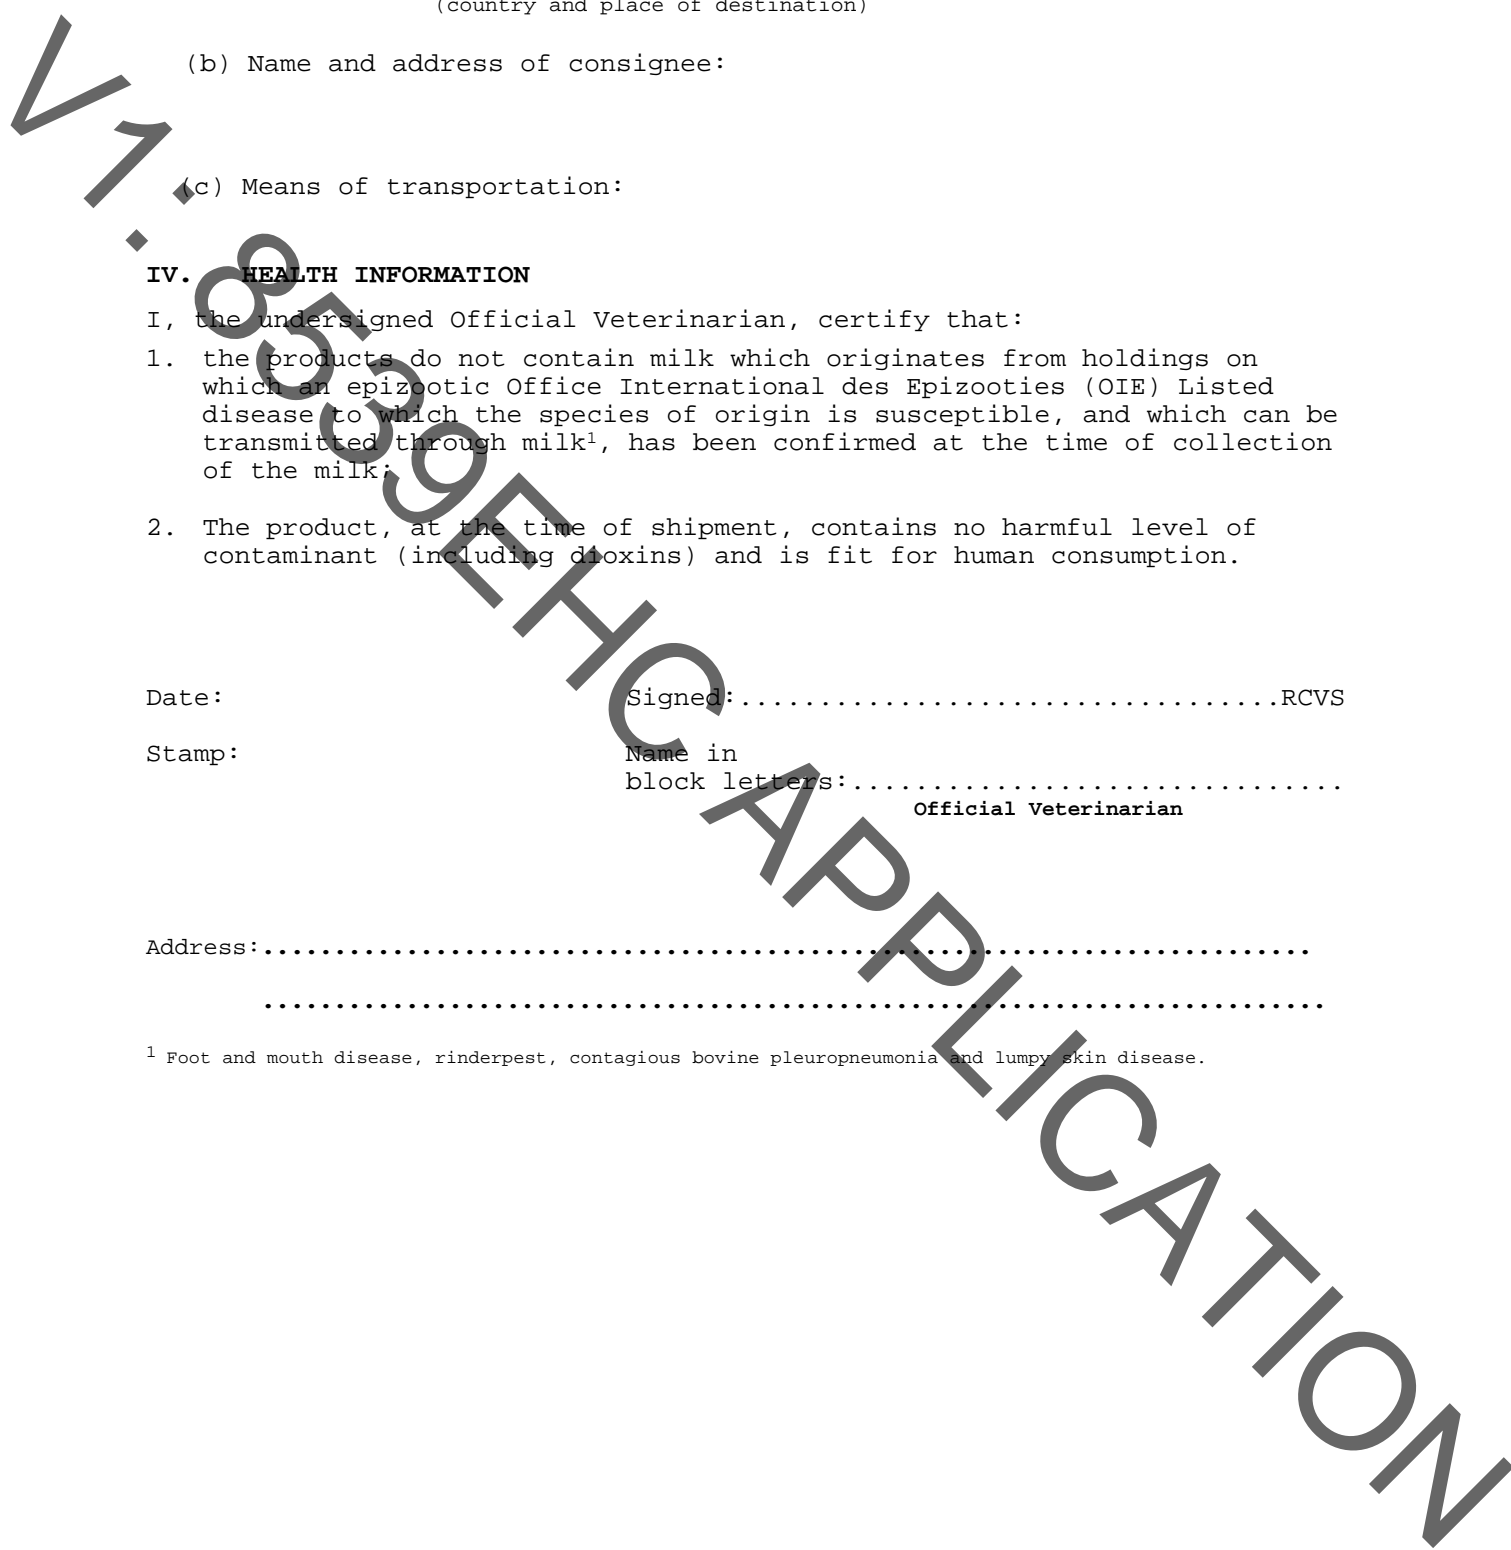 (country and place of destination)
(b) Name and address of consignee:
(c) Means of transportation:
IV. HEALTH INFORMATION
I, the undersigned Official Veterinarian, certify that:
1. the products do not contain milk which originates from holdings on
which an epizootic Office International des Epizooties (OIE) Listed
disease to which the species of origin is susceptible, and which can be
transmitted through milk¹, has been confirmed at the time of collection
of the milk;
2. The product, at the time of shipment, contains no harmful level of
contaminant (including dioxins) and is fit for human consumption.
Date: Signed:..................................RCVS
Stamp: Name in
block letters:...............................
Official Veterinarian
Address:.........................................................................
..........................................................................
¹ Foot and mouth disease, rinderpest, contagious bovine pleuropneumonia and lumpy skin disease.
V1: 8539EHC APPLICATION